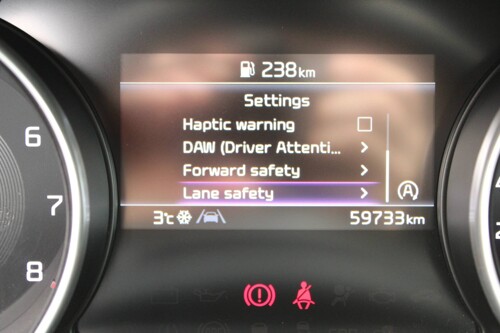 238km
Settings
Haptic warning
DAW (Driver Attenti...
Forward safety
Lane safety
A
3°C 59733km
6
7
8